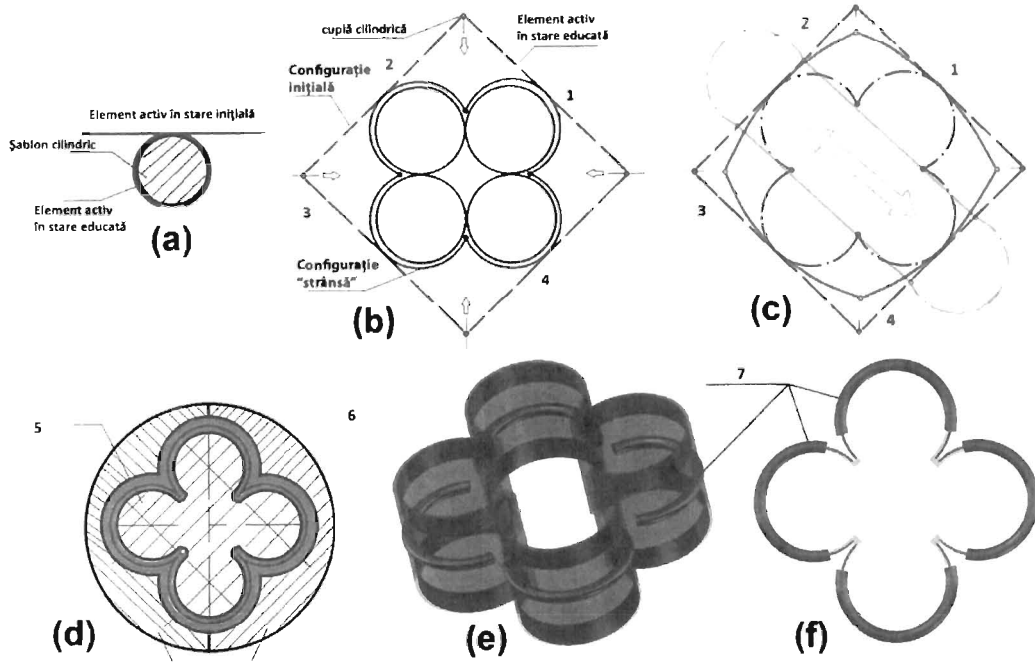 Element activ în stare inițială
Șablon cilindric
Element activ
în stare educată
(a)
cuplă cilindrică
Element activ
în stare educată
Configurație
inițială
2
1
3
4
Configurație
"strânsă"
(b)
2
1
3
4
(c)
5
(d)
6
(e)
7
(f)